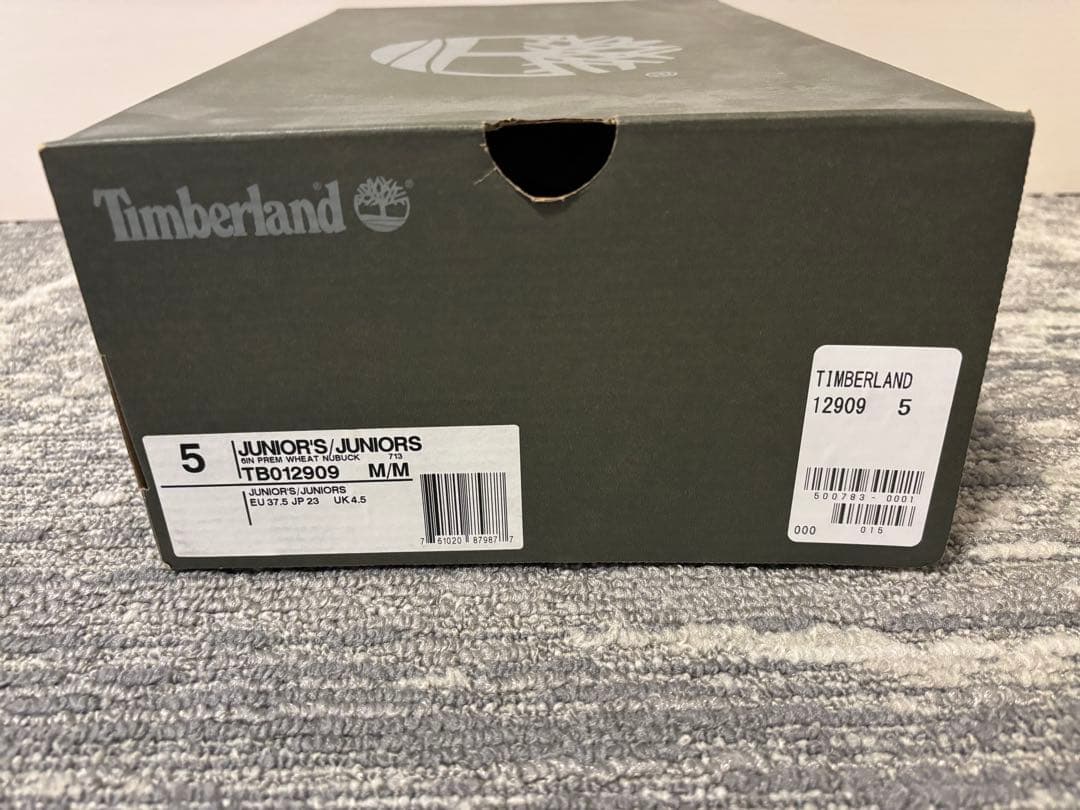 ®
Timberland®
5
JUNIOR'S/JUNIORS
6IN PREM WHEAT NUBUCK 713
TB012909 M/M
JUNIOR'S/JUNIORS
EU 37.5 JP 23 UK 4.5
7 51020 87987 7
TIMBERLAND
12909 5
500783-0001
000 015